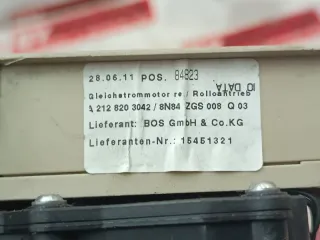 28.06.11 POS. 84823
IO DATA
Gleichstrommotor re / Rolloantrieb
A 212 820 3042 / 8N84 ZGS 008 Q 03
Lieferant: BOS GmbH & Co.KG
Lieferanten-Nr.: 15451321